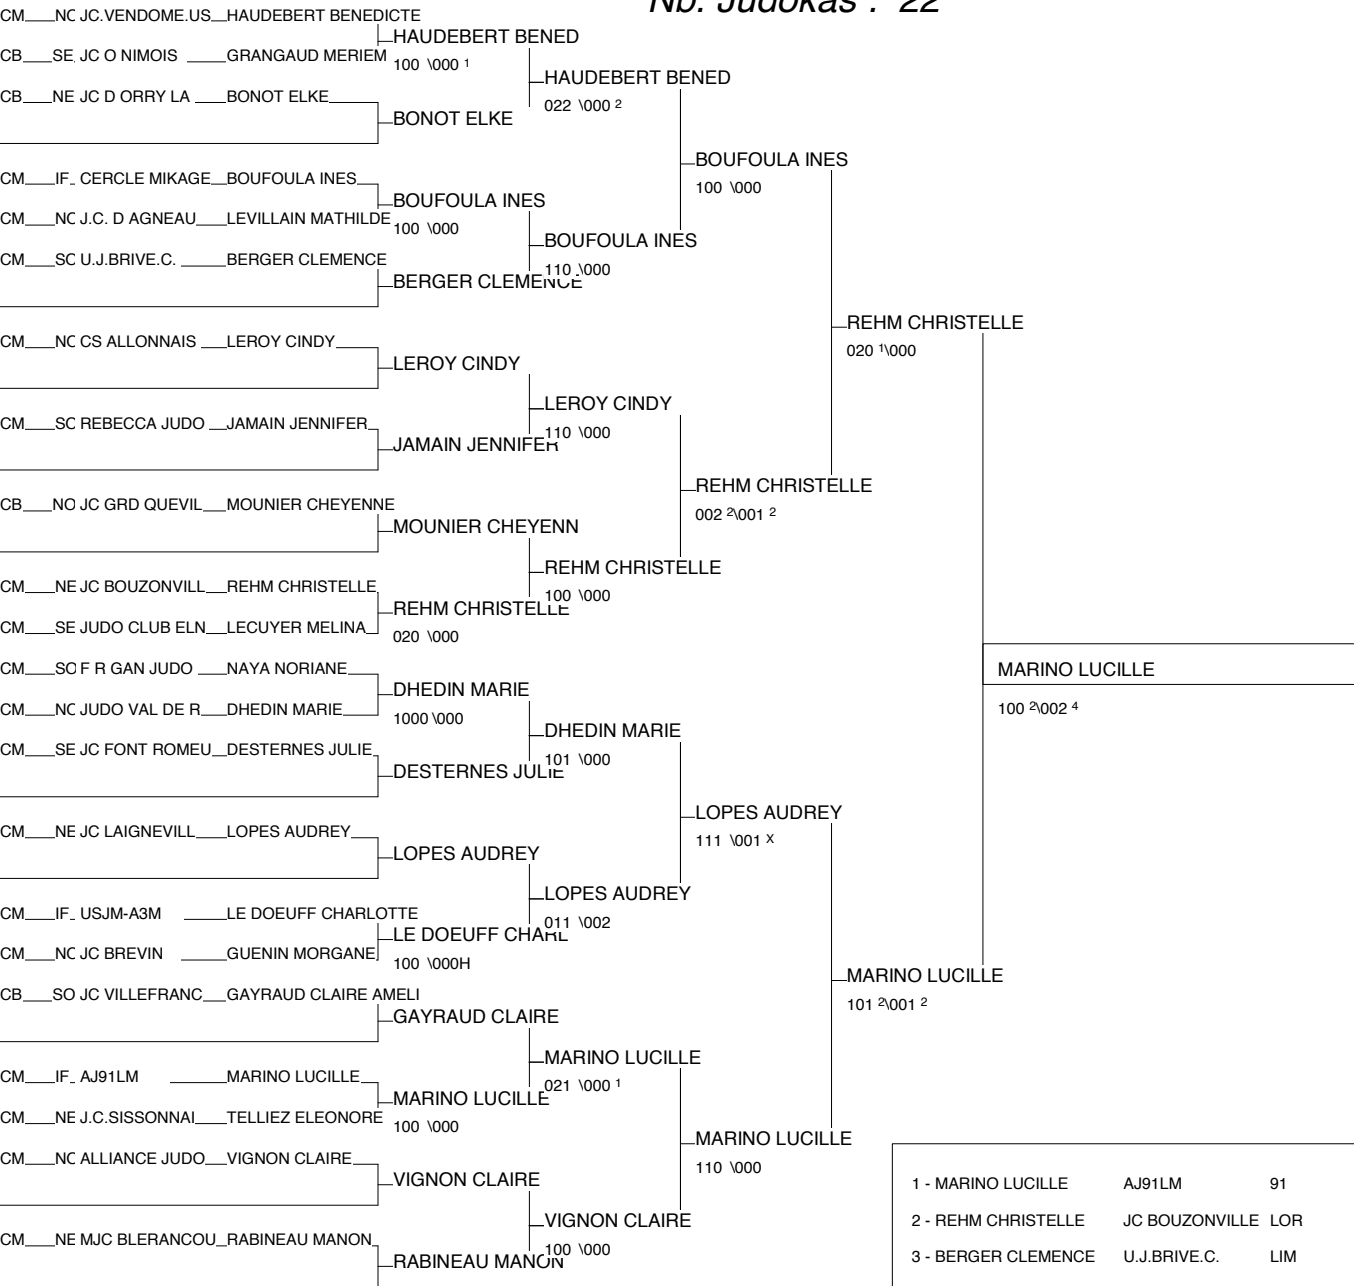 Nb. Judokas : 22
CM NO JC.VENDOME.US HAUDEBERT BENEDICTE
HAUDEBERT BENED
CB SE JC O NIMOIS GRANGAUD MERIEM
100 \000 1
HAUDEBERT BENED
CB NE JC D ORRY LA BONOT ELKE
022 \000 2
BONOT ELKE
BOUFOULA INES
CM IF CERCLE MIKAGE BOUFOULA INES
100 \000
BOUFOULA INES
CM NO J.C. D AGNEAU LEVILLAIN MATHILDE
100 \000
BOUFOULA INES
CM SO U.J.BRIVE.C. BERGER CLEMENCE
110 \000
BERGER CLEMENCE
REHM CHRISTELLE
CM NO CS ALLONNAIS LEROY CINDY
020 1\000
LEROY CINDY
LEROY CINDY
CM SO REBECCA JUDO JAMAIN JENNIFER
110 \000
JAMAIN JENNIFER
REHM CHRISTELLE
CB NO JC GRD QUEVIL MOUNIER CHEYENNE
002 2\001 2
MOUNIER CHEYENN
REHM CHRISTELLE
CM NE JC BOUZONVILL REHM CHRISTELLE
100 \000
REHM CHRISTELLE
CM SE JUDO CLUB ELN LECUYER MELINA
020 \000
CM SO F R GAN JUDO NAYA NORIANE
MARINO LUCILLE
DHEDIN MARIE
CM NO JUDO VAL DE R DHEDIN MARIE
100 2\002 4
1000 \000
DHEDIN MARIE
CM SE JC FONT ROMEU DESTERNES JULIE
101 \000
DESTERNES JULIE
LOPES AUDREY
CM NE JC LAIGNEVILL LOPES AUDREY
111 \001 X
LOPES AUDREY
LOPES AUDREY
CM IF USJM-A3M LE DOEUFF CHARLOTTE
011 \002
LE DOEUFF CHARL
CM NO JC BREVIN GUENIN MORGANE
100 \000H
MARINO LUCILLE
CB SO JC VILLEFRANC GAYRAUD CLAIRE AMELI
101 2\001 2
GAYRAUD CLAIRE
MARINO LUCILLE
CM IF AJ91LM MARINO LUCILLE
021 \000 1
MARINO LUCILLE
CM NE J.C.SISSONNAI TELLIEZ ELEONORE
100 \000
MARINO LUCILLE
CM NO ALLIANCE JUDO VIGNON CLAIRE
110 \000
VIGNON CLAIRE
1 - MARINO LUCILLE AJ91LM 91
VIGNON CLAIRE
2 - REHM CHRISTELLE JC BOUZONVILLE LOR
CM NE MJC BLERANCOU RABINEAU MANON
100 \000
RABINEAU MANON
3 - BERGER CLEMENCE U.J.BRIVE.C. LIM